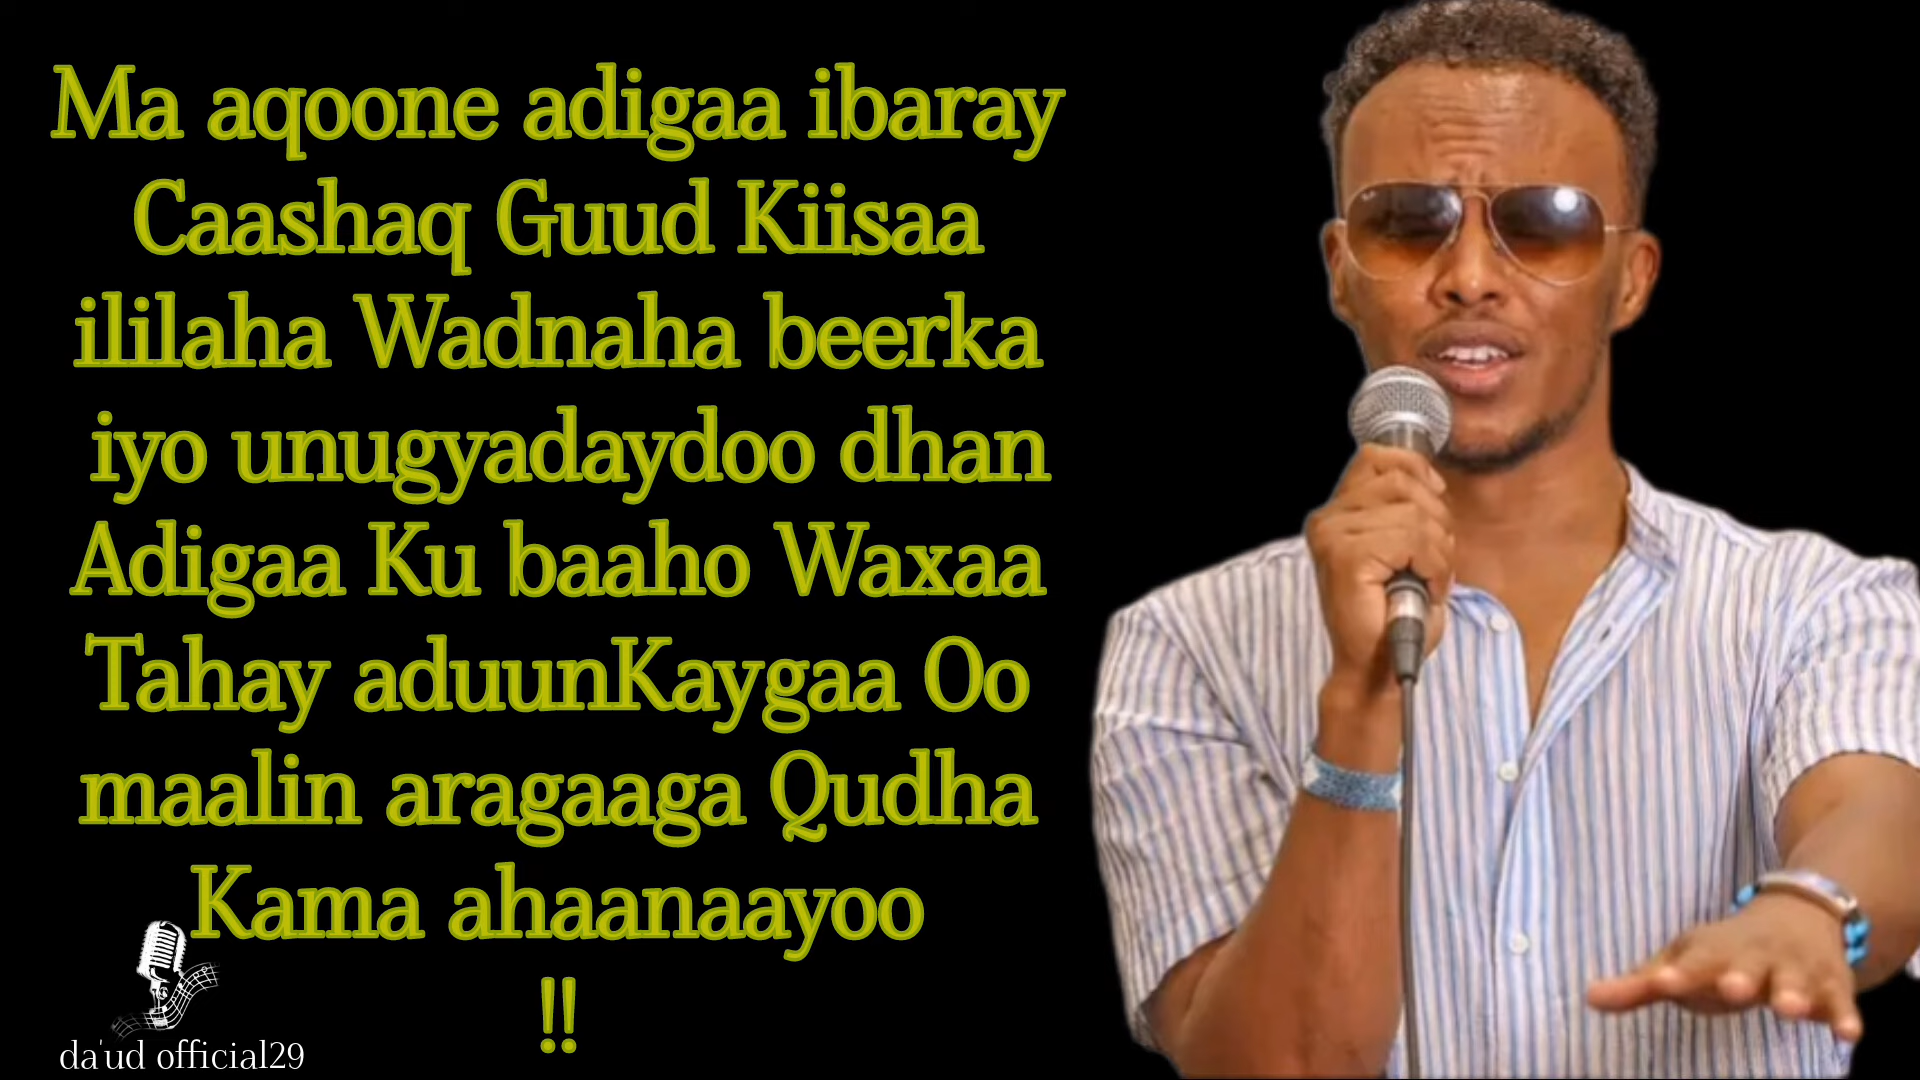 Ma aqoone adigaa ibaray
Caashaq Guud Kiisaa
ililaha Wadnaha beerka
iyo unugyadaydoo dhan
Adigaa Ku baaho Waxaa
Tahay aduunKaygaa Oo
maalin aragaaga Qudha
Kama ahaanaayoo
!!
da'ud official29